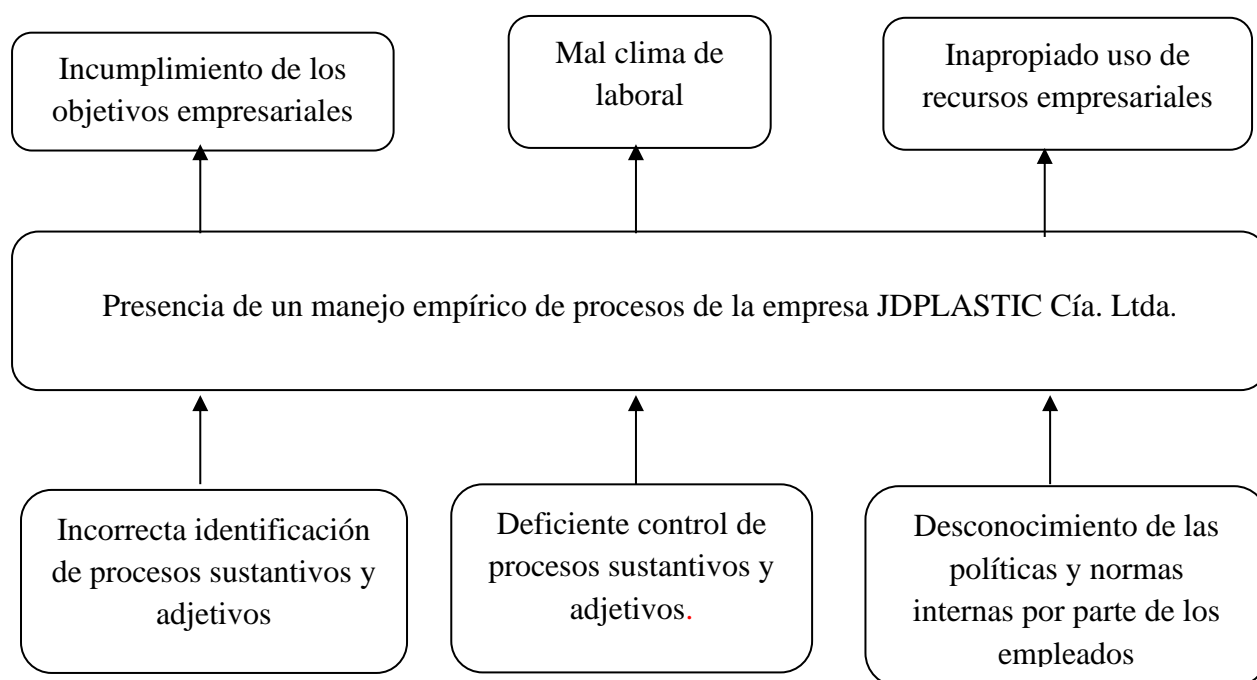 Incumplimiento de los
objetivos empresariales
Mal clima de
laboral
Inapropiado uso de
recursos empresariales
Presencia de un manejo empírico de procesos de la empresa JDPLASTIC Cía. Ltda.
Incorrecta identificación
de procesos sustantivos y
adjetivos
Deficiente control de
procesos sustantivos y
adjetivos.
Desconocimiento de las
políticas y normas
internas por parte de los
empleados